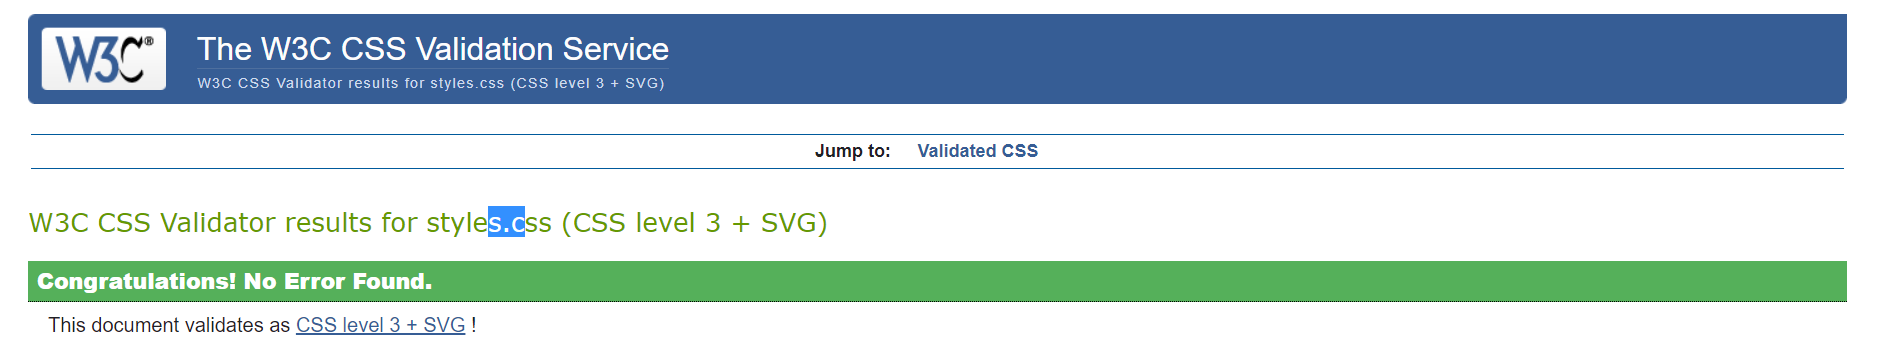 W3C®
The W3C CSS Validation Service
W3C CSS Validator results for styles.css (CSS level 3 + SVG)
Jump to: Validated CSS
W3C CSS Validator results for styles.css (CSS level 3 + SVG)
Congratulations! No Error Found.
This document validates as CSS level 3 + SVG !